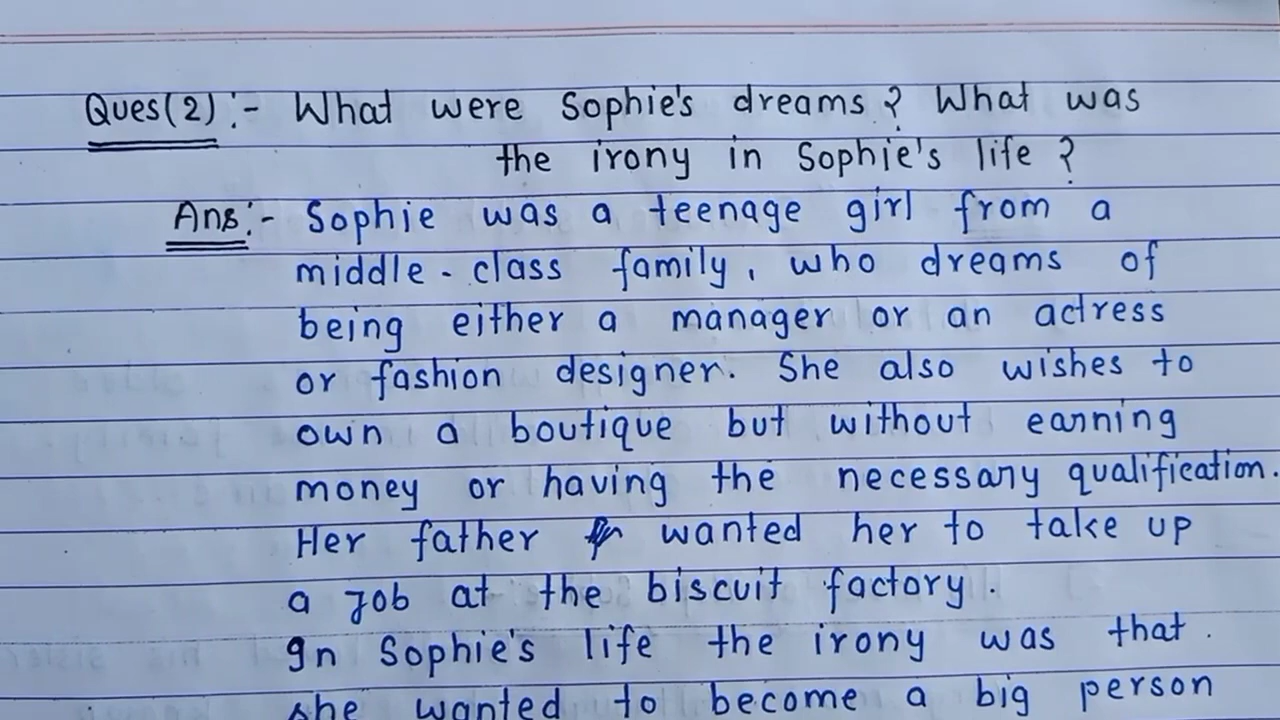 Ques(2):- What were Sophie's dreams? What was
the irony in Sophie's life?
Ans:- Sophie was a teenage girl from a
middle-class family, who dreams of
being either a manager or an actress
or fashion designer. She also wishes to
own a boutique but without earning
money or having the necessary qualification.
Her father wanted her to take up
a job at the biscuit factory.
In Sophie's life the irony was that
she wanted to become a big person